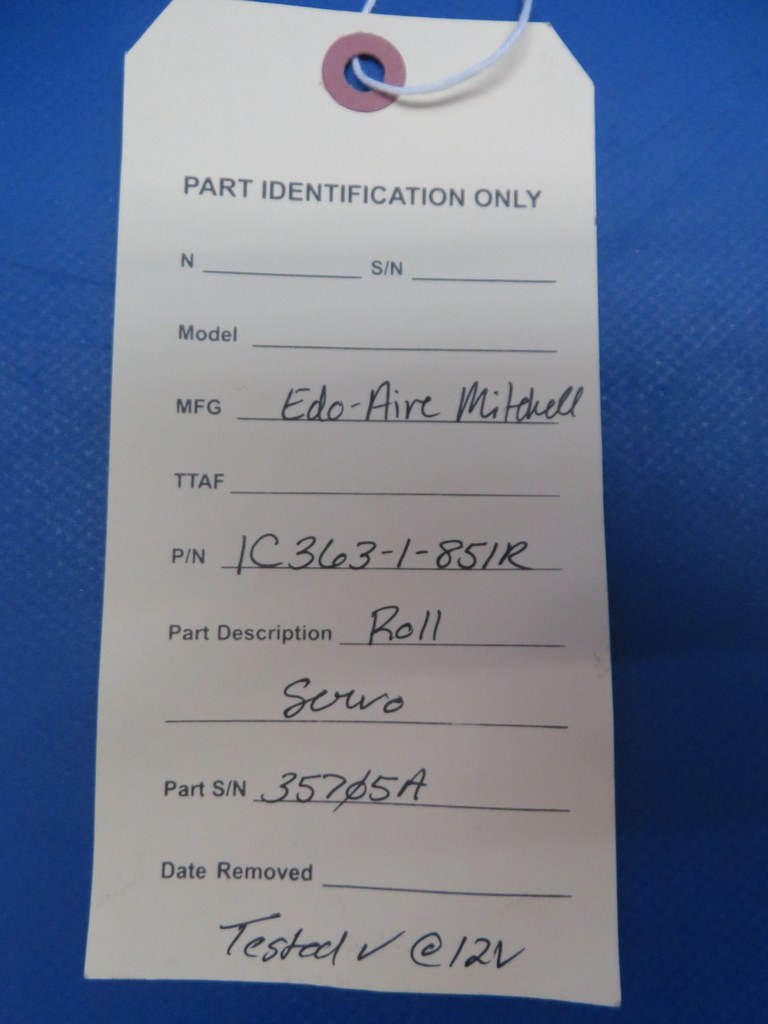 PART IDENTIFICATION ONLY
N S/N
Model
MFG Edo-Aire Mitchell
TTAF
P/N 1C363-1-851R
Part Description Roll
Servo
Part S/N 35705A
Date Removed
Tested ✓ @ 12V